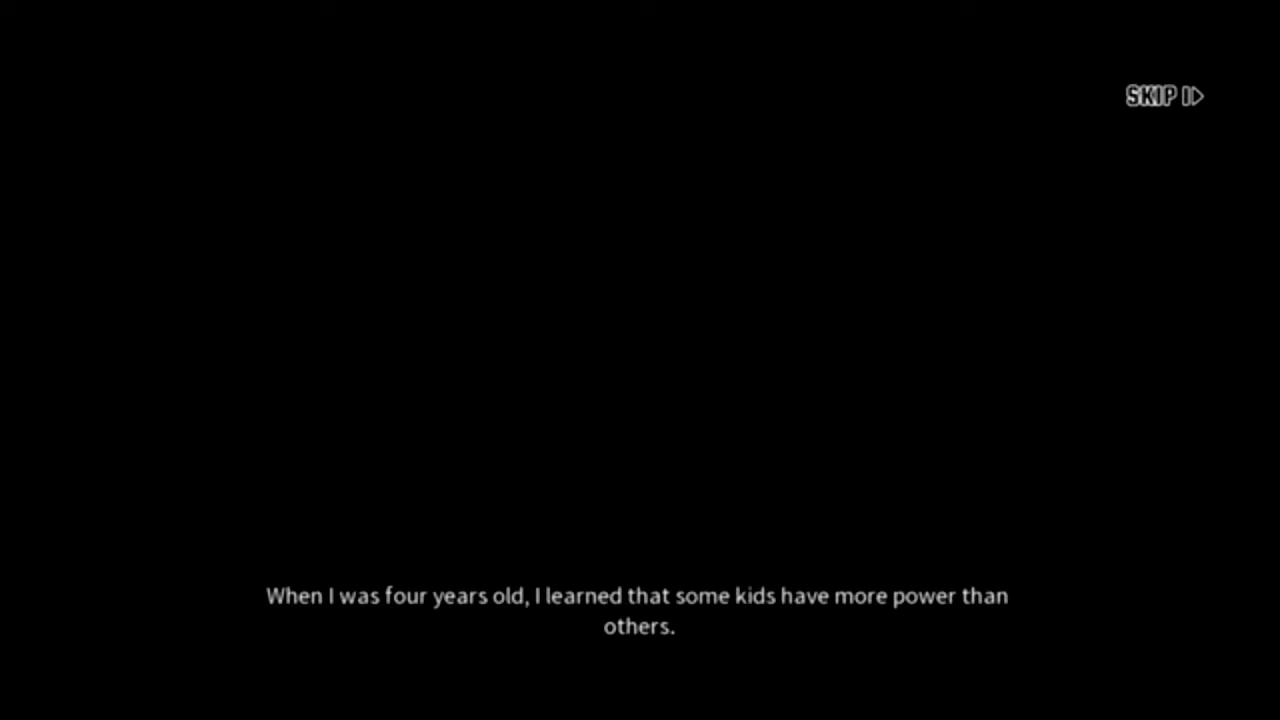 SKIP
When I was four years old, I learned that some kids have more power than
others.